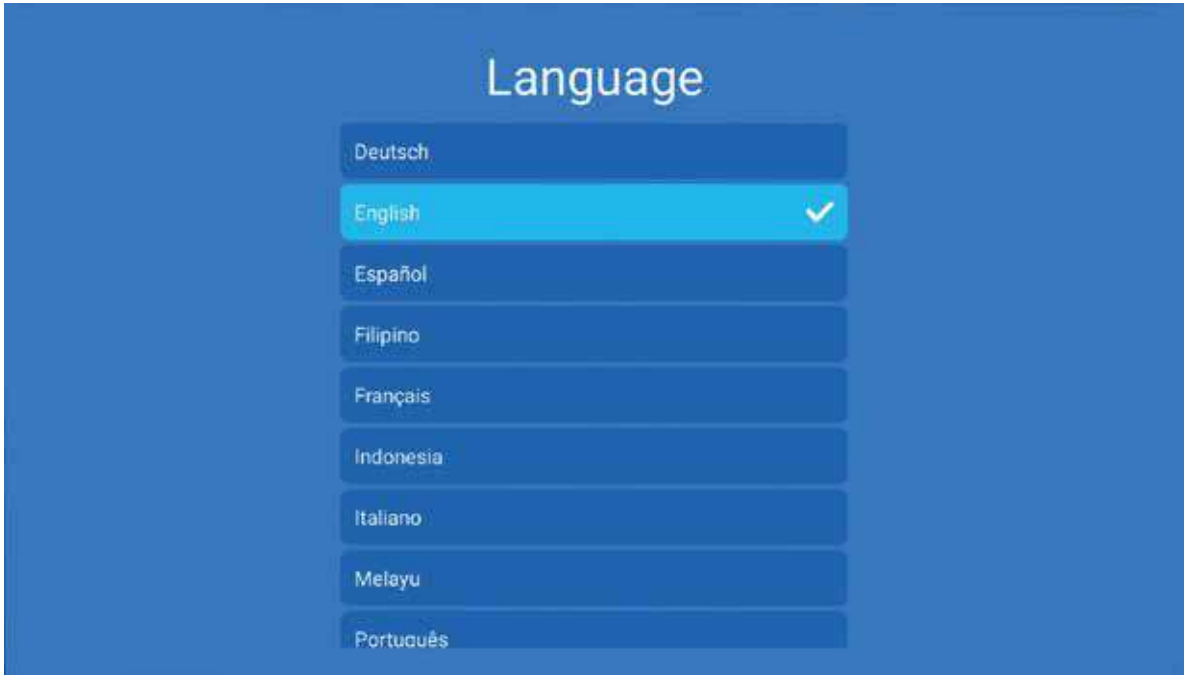 Language
Deutsch
English
Español
Filipino
Français
Indonesia
Italiano
Melayu
Português